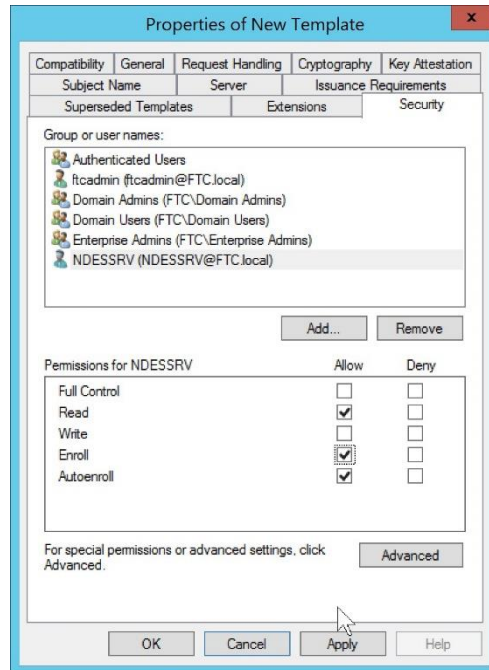 Properties of New Template
x
Compatibility General Request Handling Cryptography Key Attestation
Subject Name Server Issuance Requirements
Superseded Templates Extensions Security
Group or user names:
Authenticated Users
ftcadmin (ftcadmin@FTC.local)
Domain Admins (FTC\Domain Admins)
Domain Users (FTC\Domain Users)
Enterprise Admins (FTC\Enterprise Admins)
NDESSRV (NDESSRV@FTC.local)
Add... Remove
Permissions for NDESSRV Allow Deny
Full Control
Read
Write
Enroll
Autoenroll
For special permissions or advanced settings, click
Advanced.
Advanced
OK Cancel Apply Help